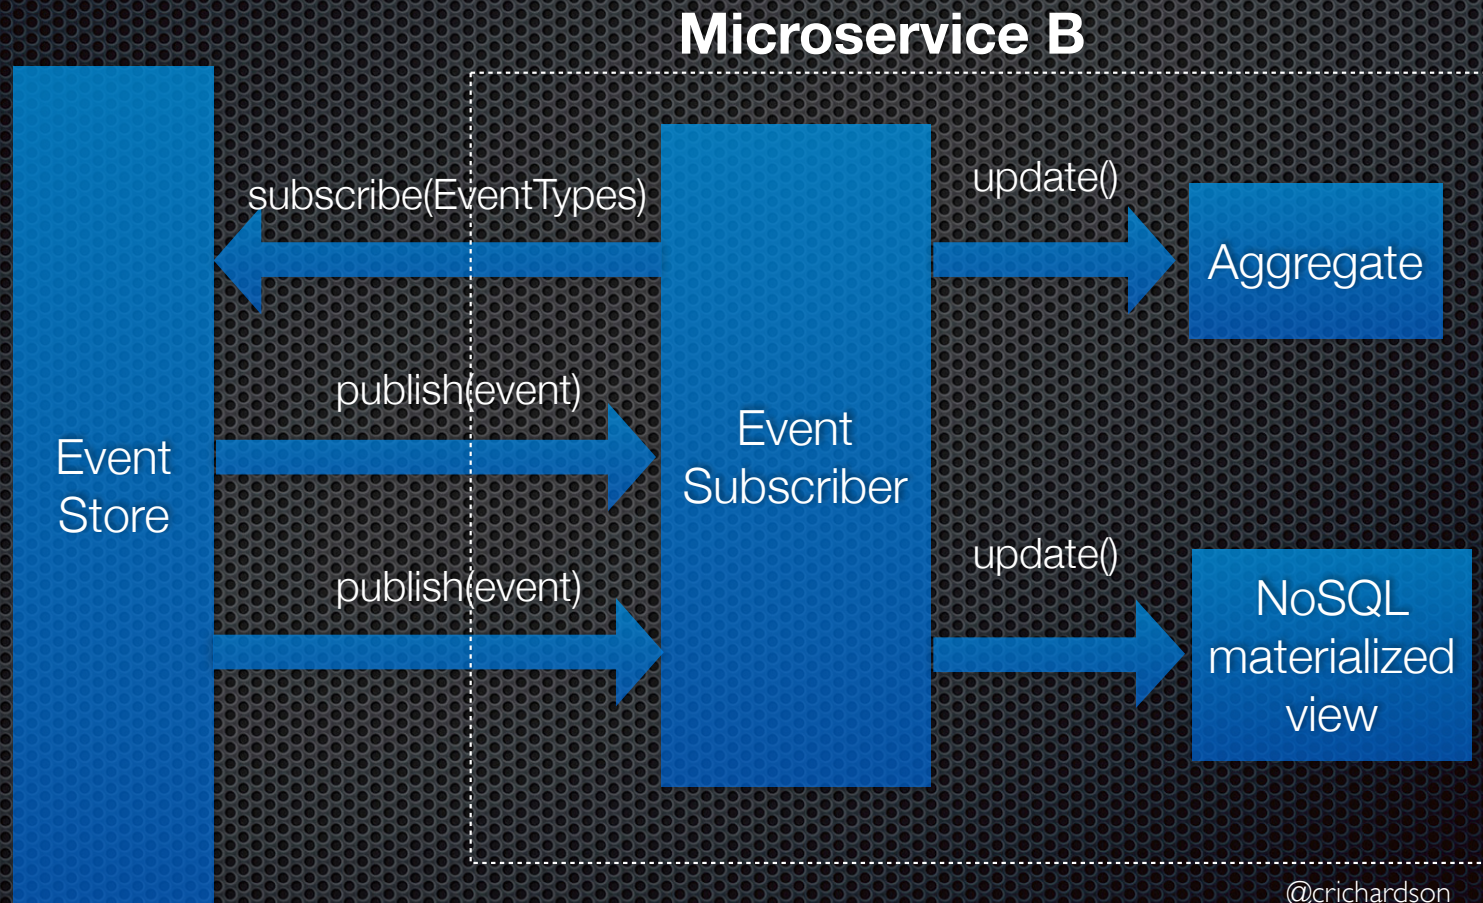 Microservice B
subscribe(EventTypes)
update()
Aggregate
publish(event)
Event
Store
Event
Subscriber
publish(event)
update()
NoSQL
materialized
view
@crichardson